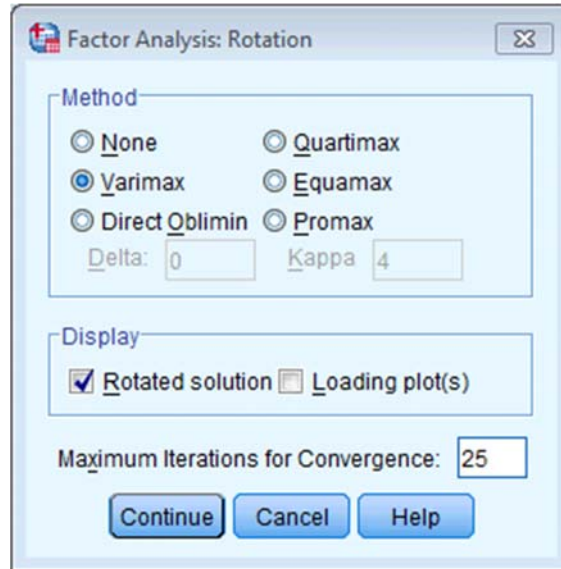 Factor Analysis: Rotation
Method
None Quartimax
Varimax Equamax
Direct Oblimin Promax
Delta: 0 Kappa 4
Display
Rotated solution Loading plot(s)
Maximum Iterations for Convergence: 25
Continue Cancel Help